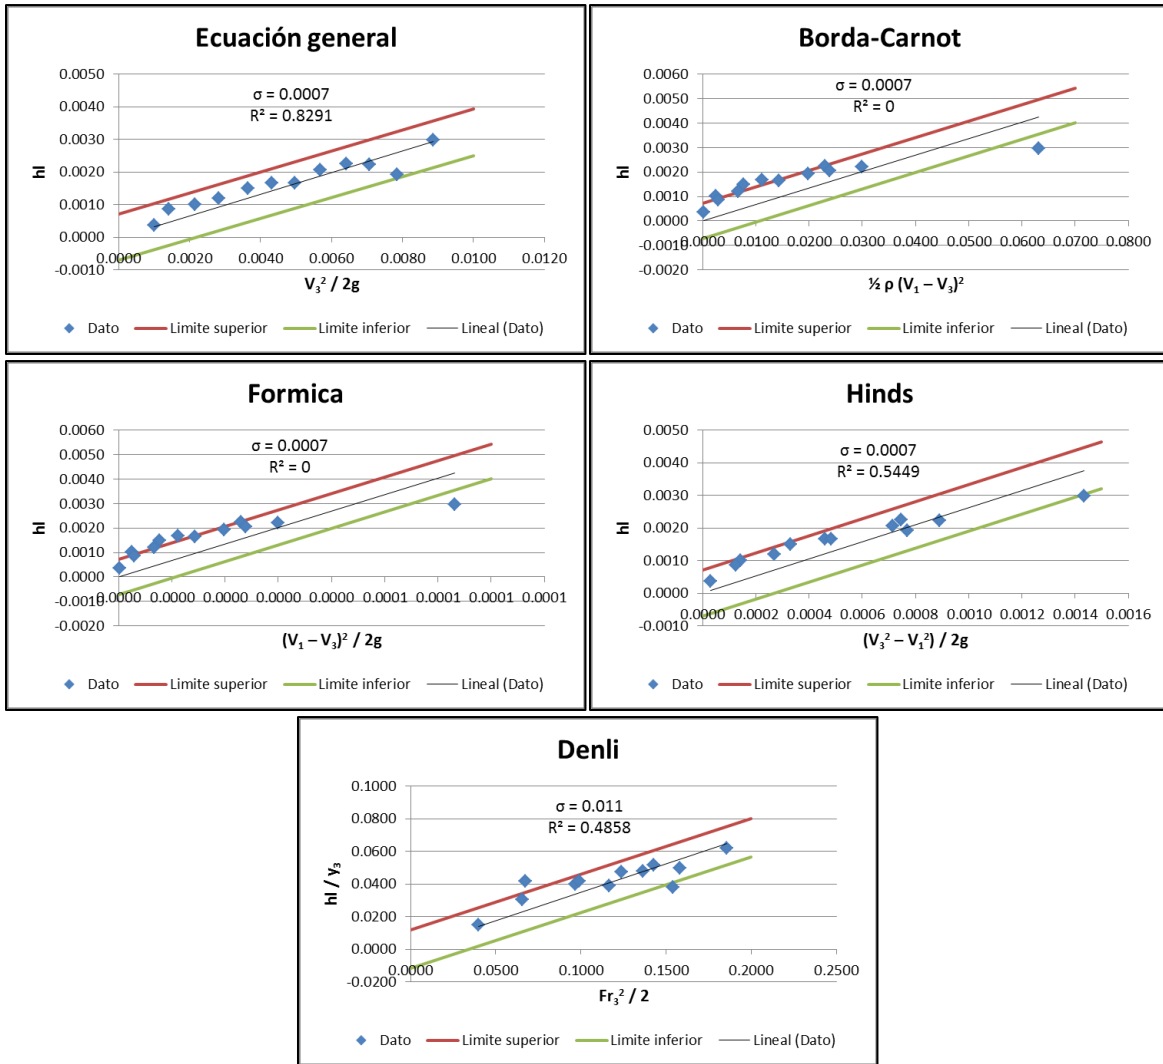 Ecuación general
0.0050
0.0040
0.0030
0.0020
0.0010
0.0000
-0.0010
hl
σ = 0.0007
R² = 0.8291
0.0000 0.0020 0.0040 0.0060 0.0080 0.0100 0.0120
V₃² / 2g
Dato Limite superior Limite inferior Lineal (Dato)
Borda-Carnot
0.0060
0.0050
0.0040
0.0030
0.0020
0.0010
0.0000
-0.0010
-0.0020
hl
σ = 0.0007
R² = 0
0.0000 0.0100 0.0200 0.0300 0.0400 0.0500 0.0600 0.0700 0.0800
½ ρ (V₁ – V₃)²
Dato Limite superior Limite inferior Lineal (Dato)
Formica
0.0060
0.0050
0.0040
0.0030
0.0020
0.0010
0.0000
-0.0010
-0.0020
hl
σ = 0.0007
R² = 0
0.0000 0.0000 0.0000 0.0000 0.0000 0.0001 0.0001 0.0001 0.0001
(V₁ – V₃)² / 2g
Dato Limite superior Limite inferior Lineal (Dato)
Hinds
0.0050
0.0040
0.0030
0.0020
0.0010
0.0000
-0.0010
hl
σ = 0.0007
R² = 0.5449
0.0000 0.0002 0.0004 0.0006 0.0008 0.0010 0.0012 0.0014 0.0016
(V₃² – V₁²) / 2g
Dato Limite superior Limite inferior Lineal (Dato)
Denli
0.1000
0.0800
0.0600
0.0400
0.0200
0.0000
-0.0200
hl / y₃
σ = 0.011
R² = 0.4858
0.0000 0.0500 0.1000 0.1500 0.2000 0.2500
Fr₃² / 2
Dato Limite superior Limite inferior Lineal (Dato)